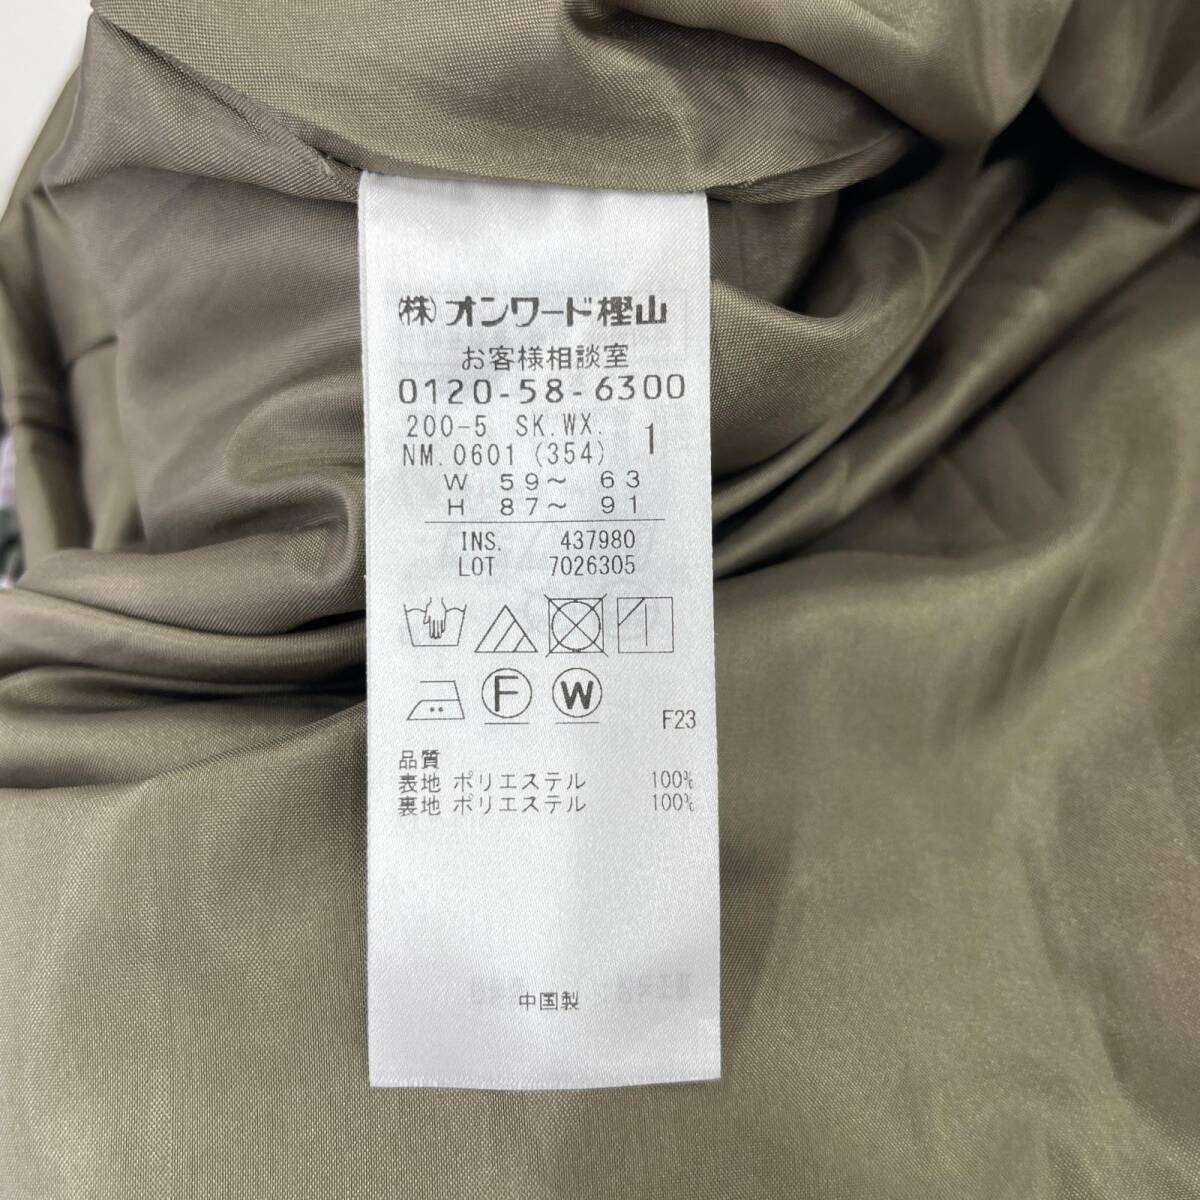 (株)オンワード樫山
お客様相談室
0120-58-6300
200-5 SK.WX. 1
NM.0601 (354)
W 59～ 63
H 87～ 91
INS. 437980
LOT 7026305
F W
F23
品質
表地 ポリエステル 100%
裏地 ポリエステル 100%
中国製